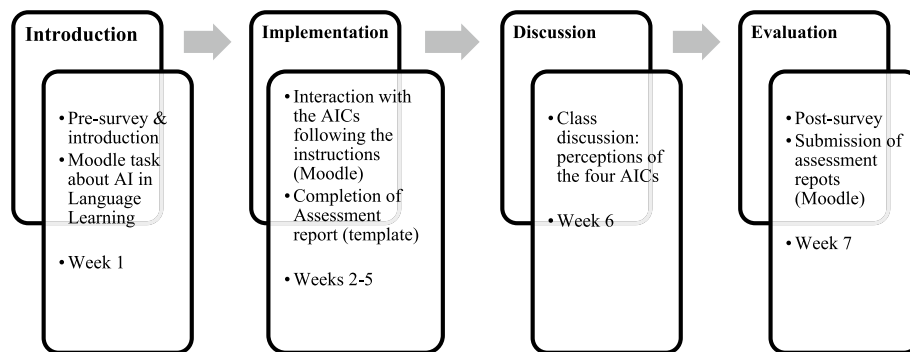 Introduction
• Pre-survey &
introduction
• Moodle task
about AI in
Language
Learning
• Week 1
Implementation
• Interaction with
the AICs
following the
instructions
(Moodle)
• Completion of
Assessment
report (template)
• Weeks 2-5
Discussion
• Class
discussion:
perceptions of
the four AICs
• Week 6
Evaluation
• Post-survey
• Submission of
assessment
repots
(Moodle)
• Week 7